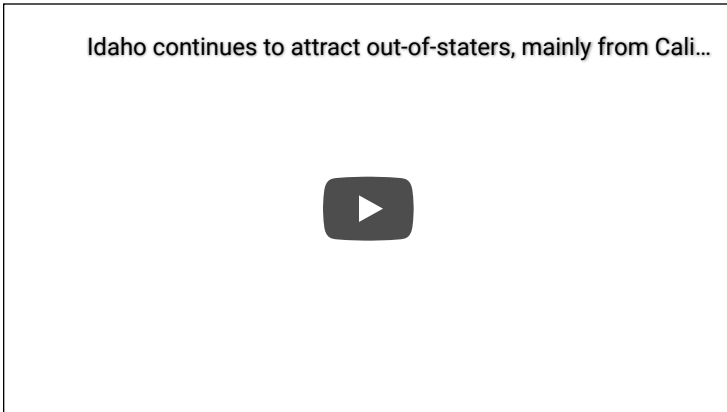 Idaho continues to attract out-of-staters, mainly from Cali…